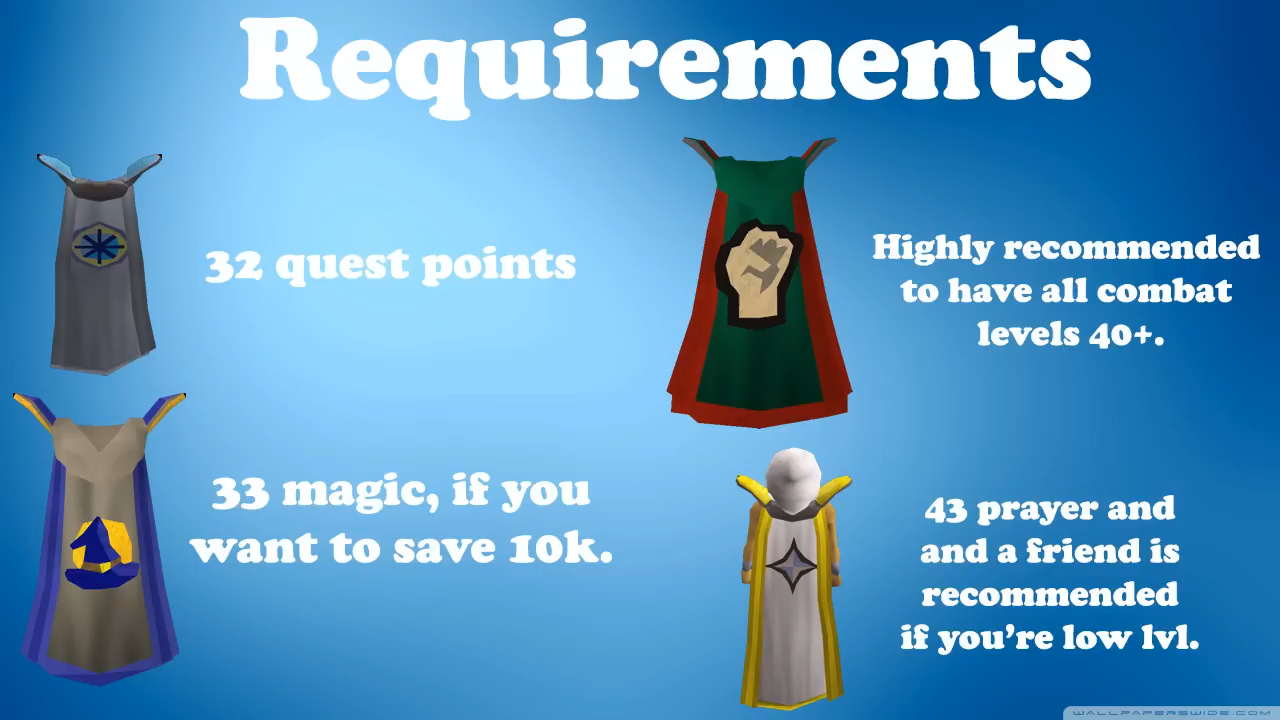 Requirements
32 quest points
Highly recommended
to have all combat
levels 40+.
33 magic, if you
want to save 10k.
43 prayer and
and a friend is
recommended
if you're low lvl.
WALLPAPERSWIDE.COM